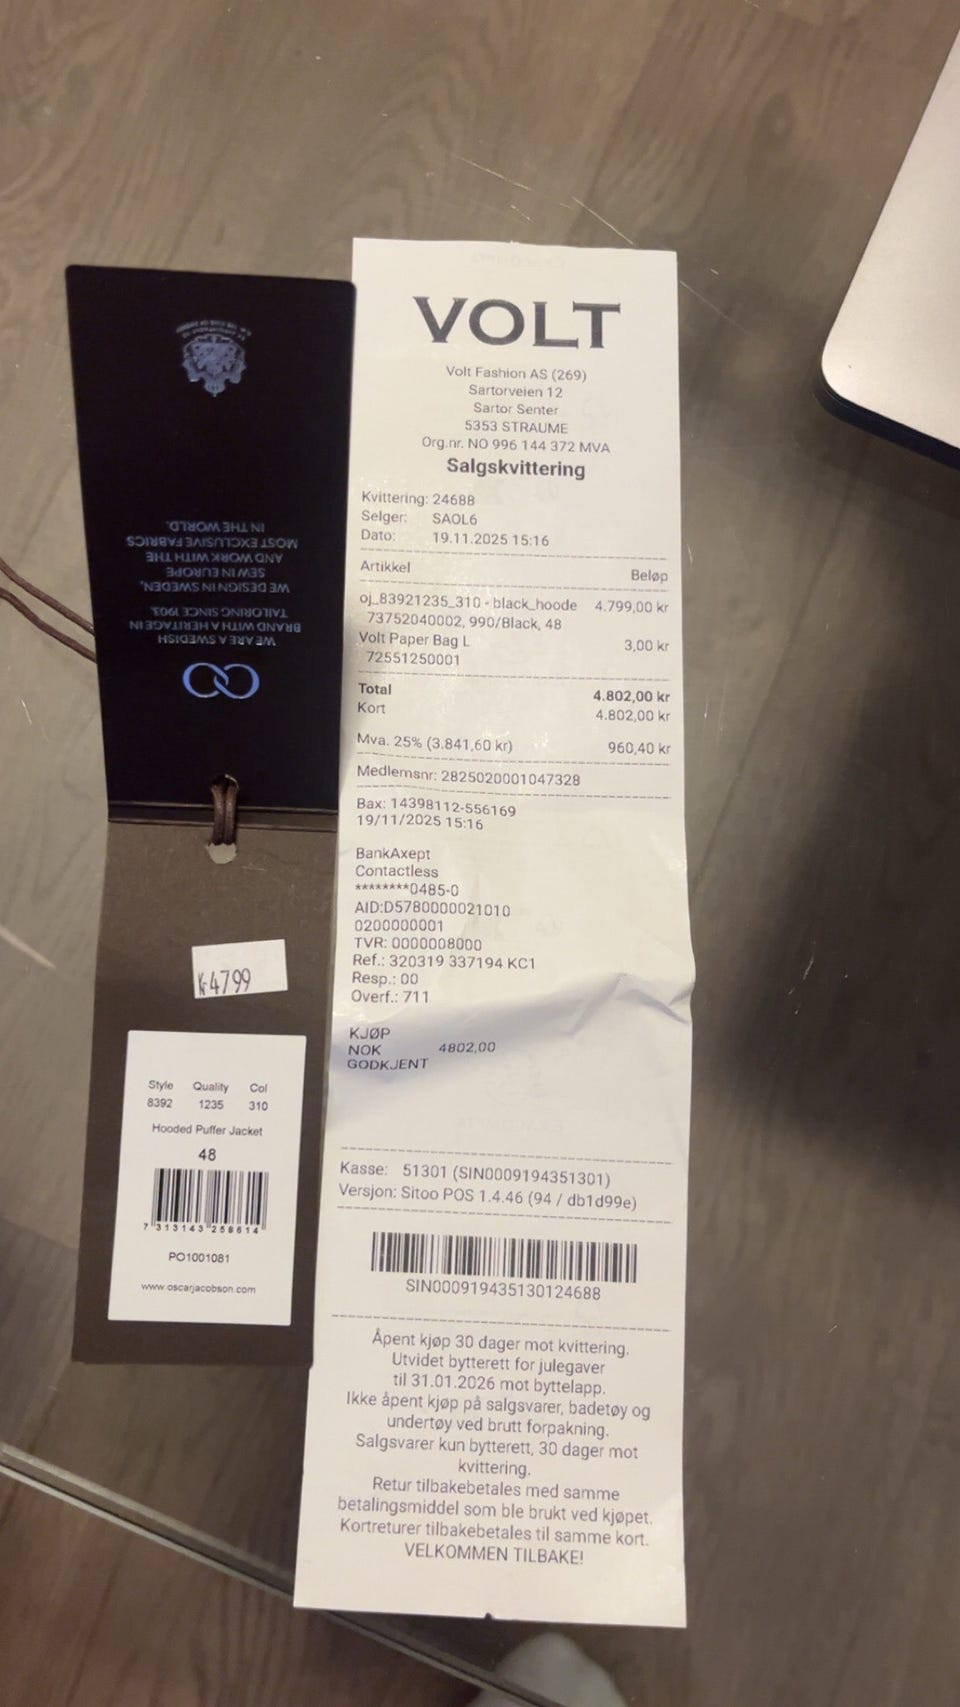 VOLT
Volt Fashion AS (269)
Sartorveien 12
Sartor Senter
5353 STRAUME
Org.nr. NO 996 144 372 MVA
Salgskvittering
Kvittering: 24688
Selger: SAOL6
Dato: 19.11.2025 15:16
Artikkel Beløp
oj_83921235_310 - black_hoode 4.799,00 kr
73752040002, 990/Black, 48
Volt Paper Bag L 3,00 kr
72551250001
Total 4.802,00 kr
Kort 4.802,00 kr
Mva. 25% (3.841,60 kr) 960,40 kr
Medlemsnr: 2825020001047328
Bax: 14398112-556169
19/11/2025 15:16
BankAxept
Contactless
********0485-0
AID:D5780000021010
0200000001
TVR: 0000008000
Ref.: 320319 337194 KC1
Resp.: 00
Overf.: 711
KJØP
NOK 4802,00
GODKJENT
Kasse: 51301 (SIN0009194351301)
Versjon: Sitoo POS 1.4.46 (94 / db1d99e)
SIN000919435130124688
Åpent kjøp 30 dager mot kvittering.
Utvidet bytterett for julegaver
til 31.01.2026 mot byttelapp.
Ikke åpent kjøp på salgsvarer, badetøy og
undertøy ved brutt forpakning.
Salgsvarer kun bytterett, 30 dager mot
kvittering.
Retur tilbakebetales med samme
betalingsmiddel som ble brukt ved kjøpet.
Kortreturer tilbakebetales til samme kort.
VELKOMMEN TILBAKE!
WE ARE A SWEDISH
BRAND WITH A HERITAGE IN
TAILORING SINCE 1903.
WE DESIGN IN SWEDEN,
SEW IN EUROPE
AND WORK WITH THE
MOST EXCLUSIVE FABRICS
IN THE WORLD.
Kr4799
Style Quality Col
8392 1235 310
Hooded Puffer Jacket
48
7 313143 258614
PO1001081
www.oscarjacobson.com